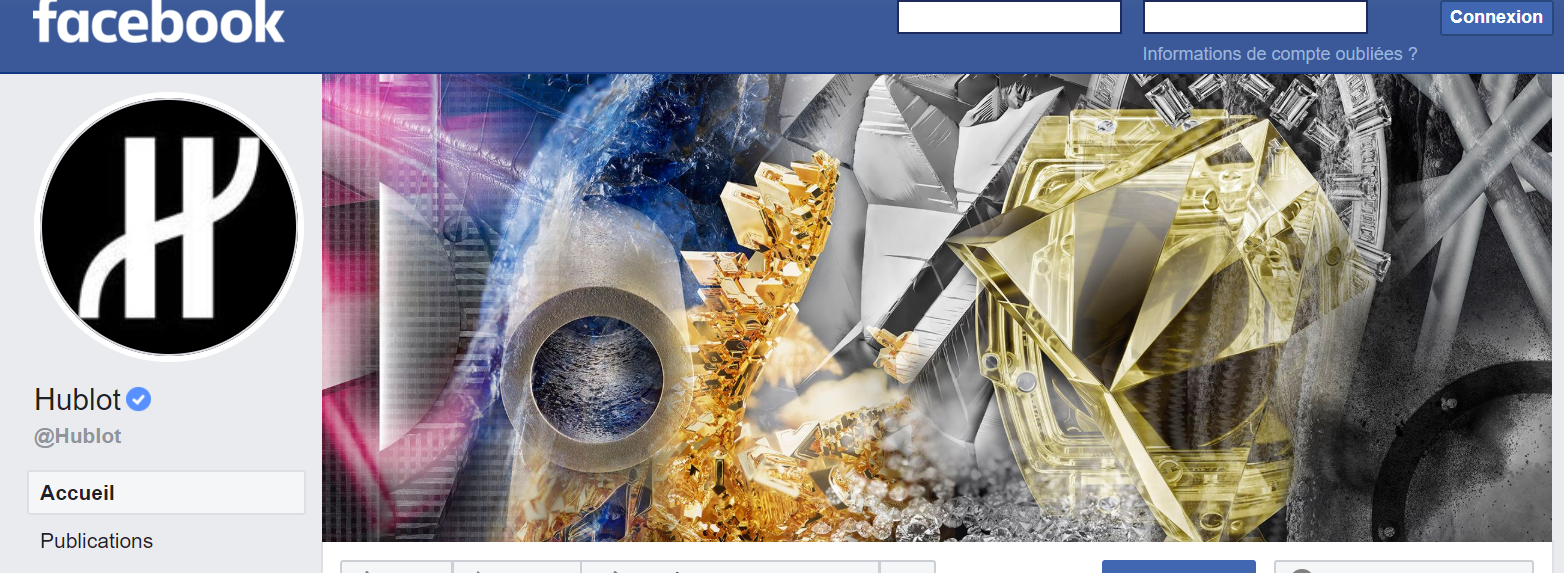 facebook
Connexion
Informations de compte oubliées ?
Hublot
@Hublot
Accueil
Publications